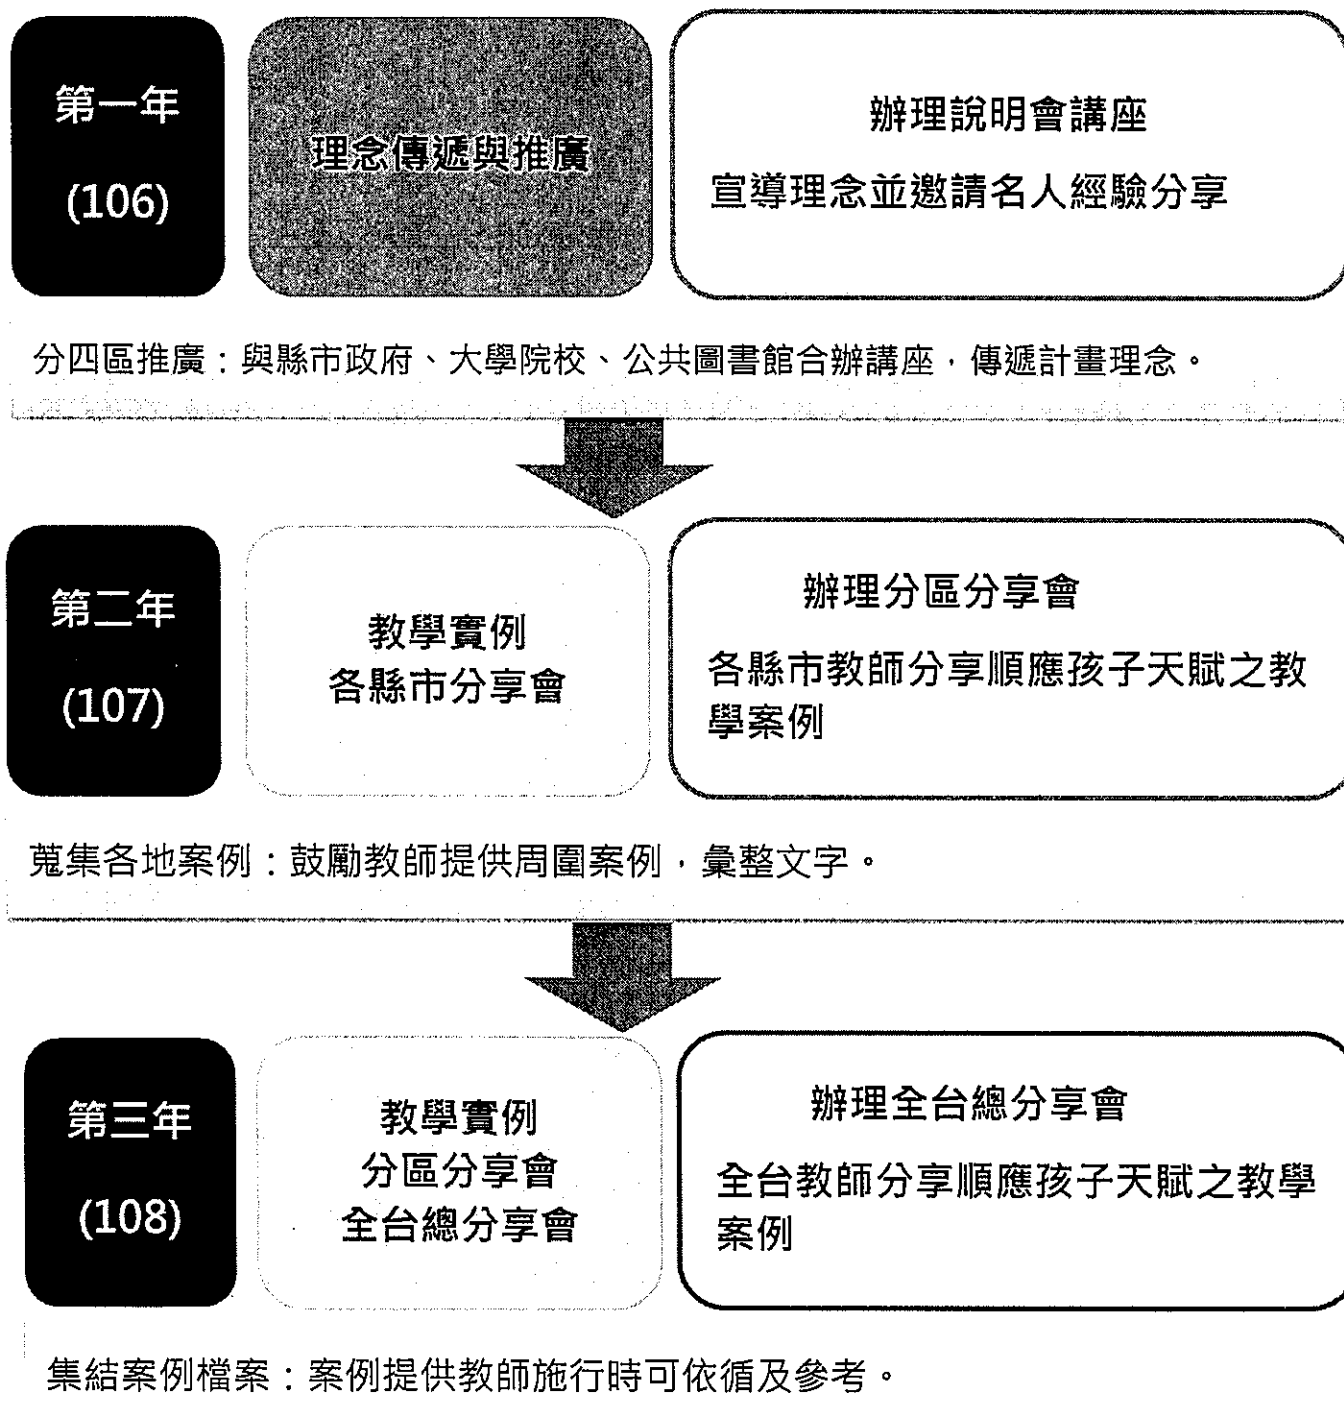 第一年
(106)
理念傳遞與推廣
辦理說明會講座
宣導理念並邀請名人經驗分享
分四區推廣：與縣市政府、大學院校、公共圖書館合辦講座，傳遞計畫理念。
第二年
(107)
教學實例
各縣市分享會
辦理分區分享會
各縣市教師分享順應孩子天賦之教
學案例
蒐集各地案例：鼓勵教師提供周圍案例，彙整文字。
第三年
(108)
教學實例
分區分享會
全台總分享會
辦理全台總分享會
全台教師分享順應孩子天賦之教學
案例
集結案例檔案：案例提供教師施行時可依循及參考。